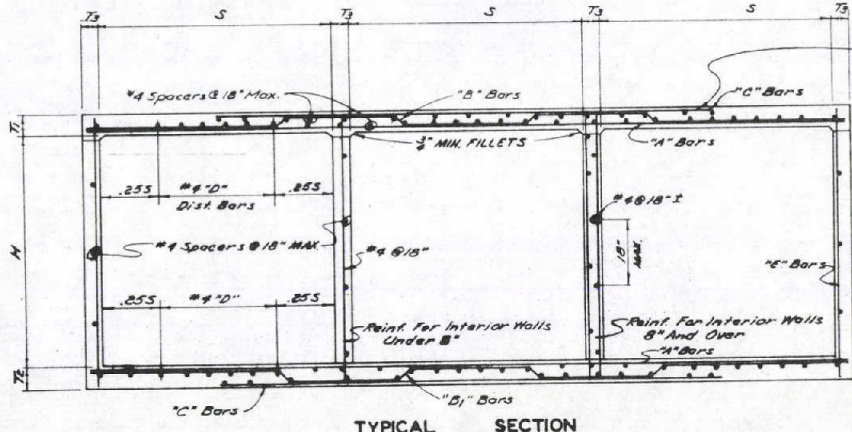 T3 S T3 S T3 S T3
#4 Spacers @ 18" Max.
"B" Bars
"C" Bars
T1
"A" Bars
3/4" MIN. FILLETS
.25S #4 "D" .25S
Dist. Bars
#4 @ 18" ±
#4 Spacers @ 18" MAX
18"
MAX.
H
#4 @ 18"
"E" Bars
.25S #4 "D" .25S
Reinf. For Interior Walls
Under 8"
Reinf. For Interior Walls
8" And Over
"A" Bars
T2
"C" Bars
"B1" Bars
TYPICAL SECTION